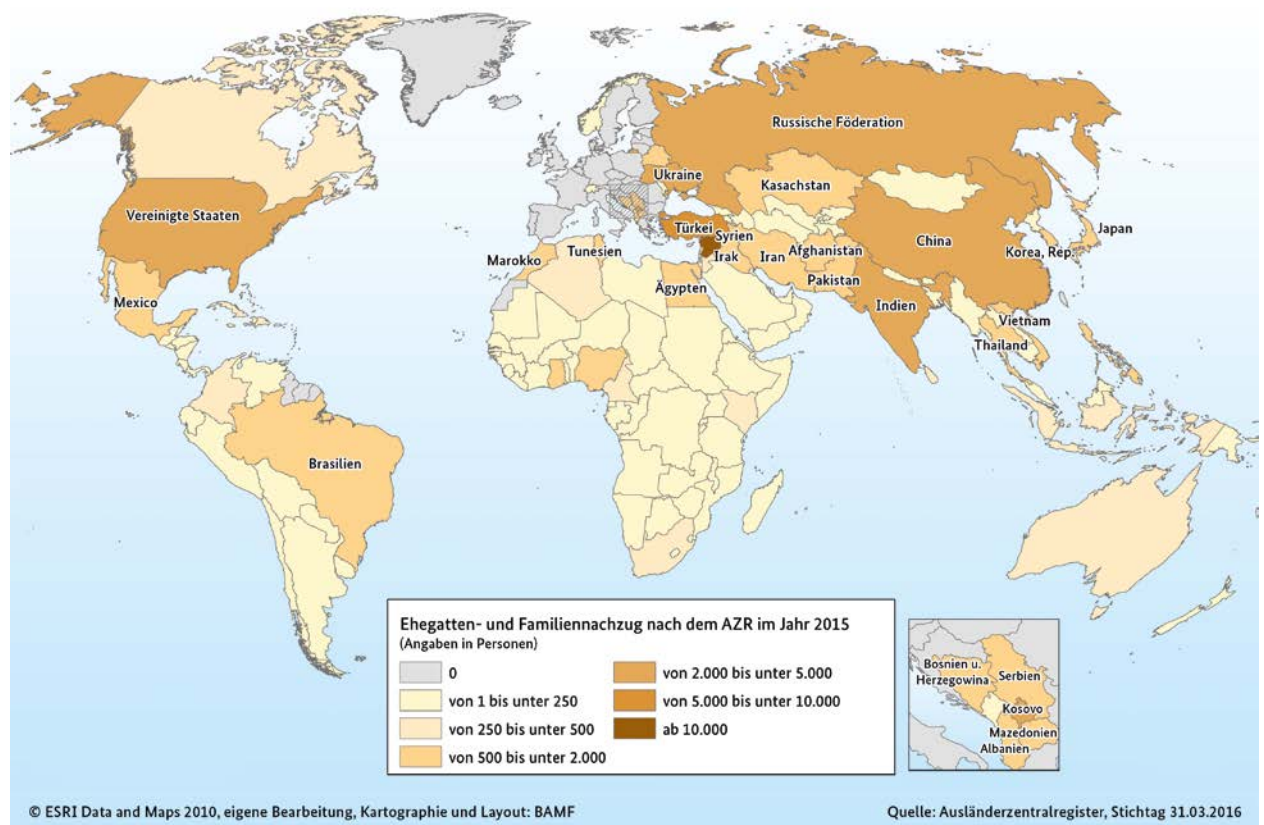 Russische Föderation
Ukraine
Kasachstan
Vereinigte Staaten
Türkei
Syrien
Japan
China
Tunesien
Afghanistan
Korea, Rep.
Marokko
Irak
Iran
Pakistan
Ägypten
Mexico
Indien
Vietnam
Thailand
Brasilien
Ehegatten- und Familiennachzug nach dem AZR im Jahr 2015
(Angaben in Personen)
0
von 1 bis unter 250
von 250 bis unter 500
von 500 bis unter 2.000
von 2.000 bis unter 5.000
von 5.000 bis unter 10.000
ab 10.000
Bosnien u.
Herzegowina
Serbien
Kosovo
Mazedonien
Albanien
© ESRI Data and Maps 2010, eigene Bearbeitung, Kartographie und Layout: BAMF
Quelle: Ausländerzentralregister, Stichtag 31.03.2016